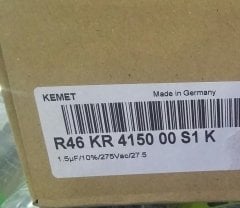 KEMET Made in Germany
R46 KR 4150 00 S1 K
1.5µF/10%/275Vac/27.5